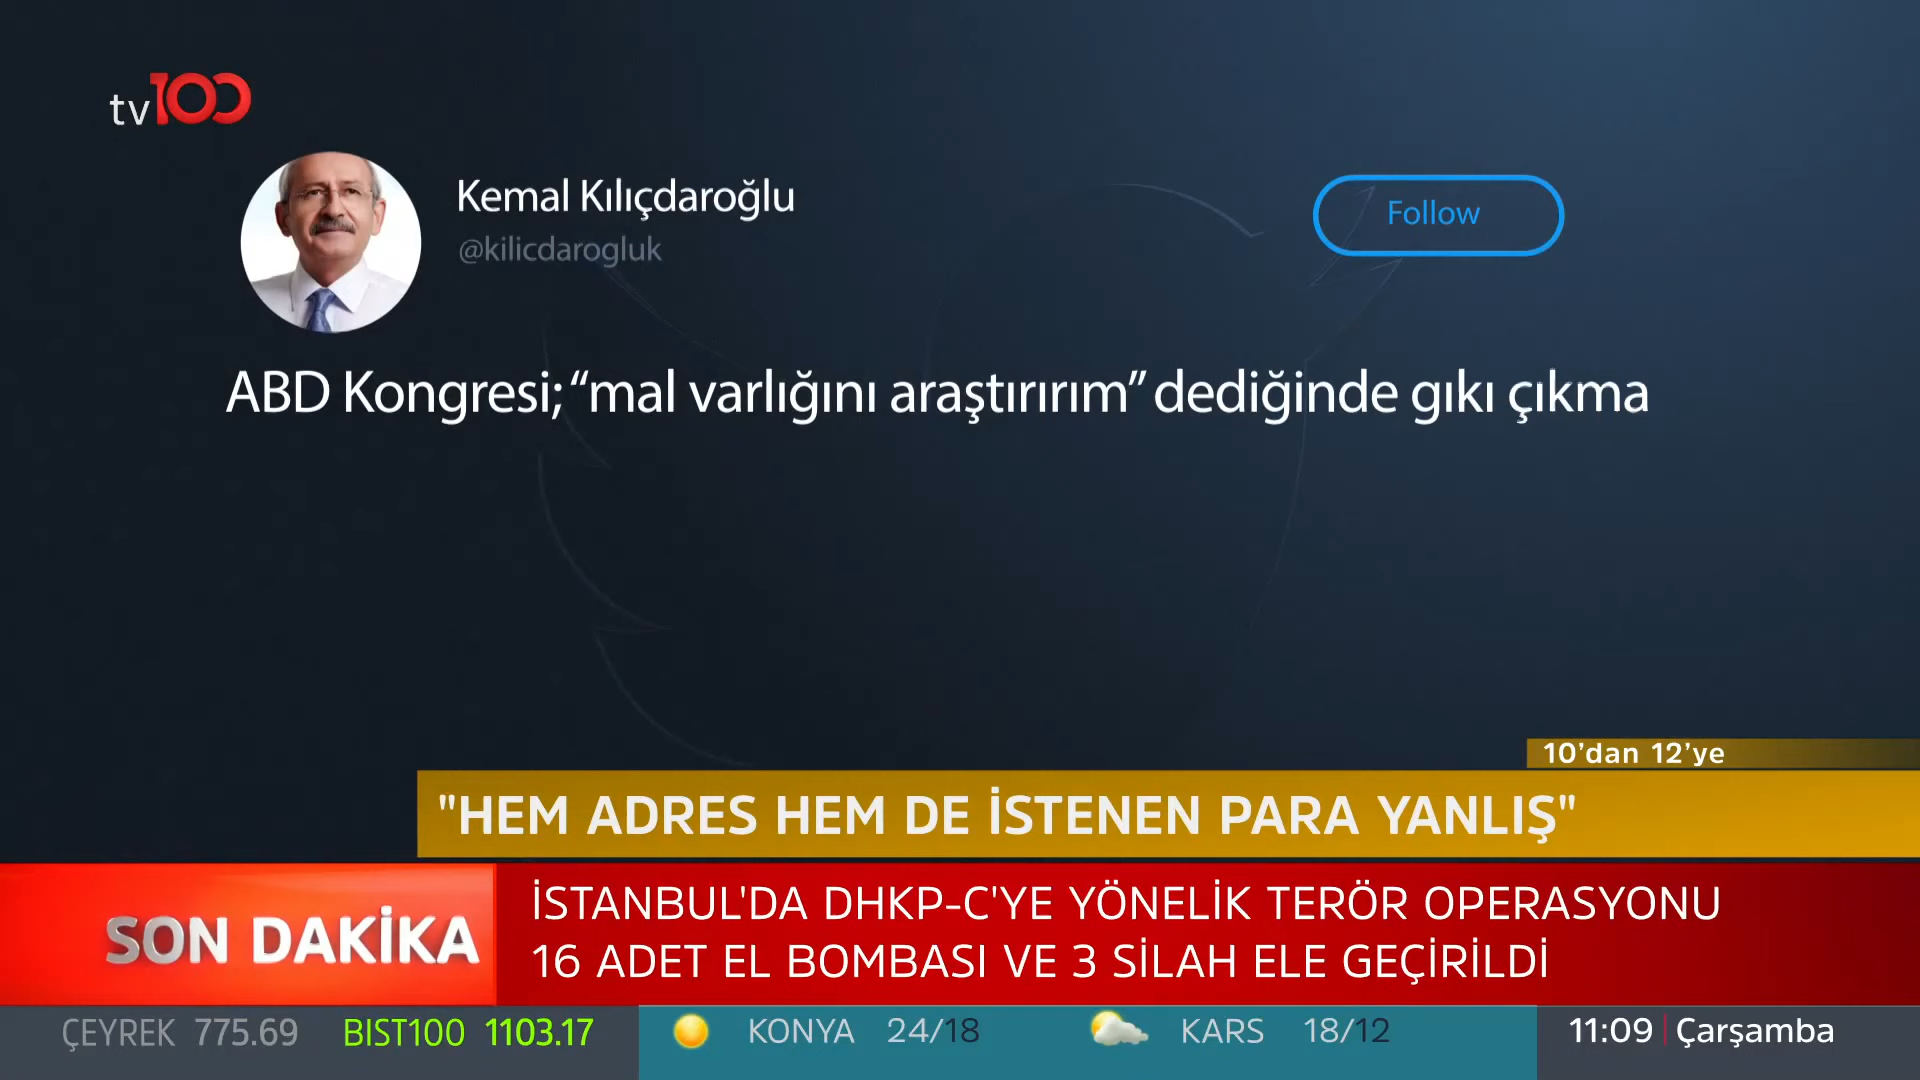 tv100
Kemal Kılıçdaroğlu
@kilicdarogluk
Follow
ABD Kongresi; “mal varlığını araştırırım” dediğinde gıkı çıkma
10’dan 12’ye
"HEM ADRES HEM DE İSTENEN PARA YANLIŞ"
SON DAKİKA
İSTANBUL'DA DHKP-C'YE YÖNELİK TERÖR OPERASYONU
16 ADET EL BOMBASI VE 3 SİLAH ELE GEÇİRİLDİ
ÇEYREK 775.69 BIST100 1103.17 KONYA 24/18 KARS 18/12 11:09 Çarşamba